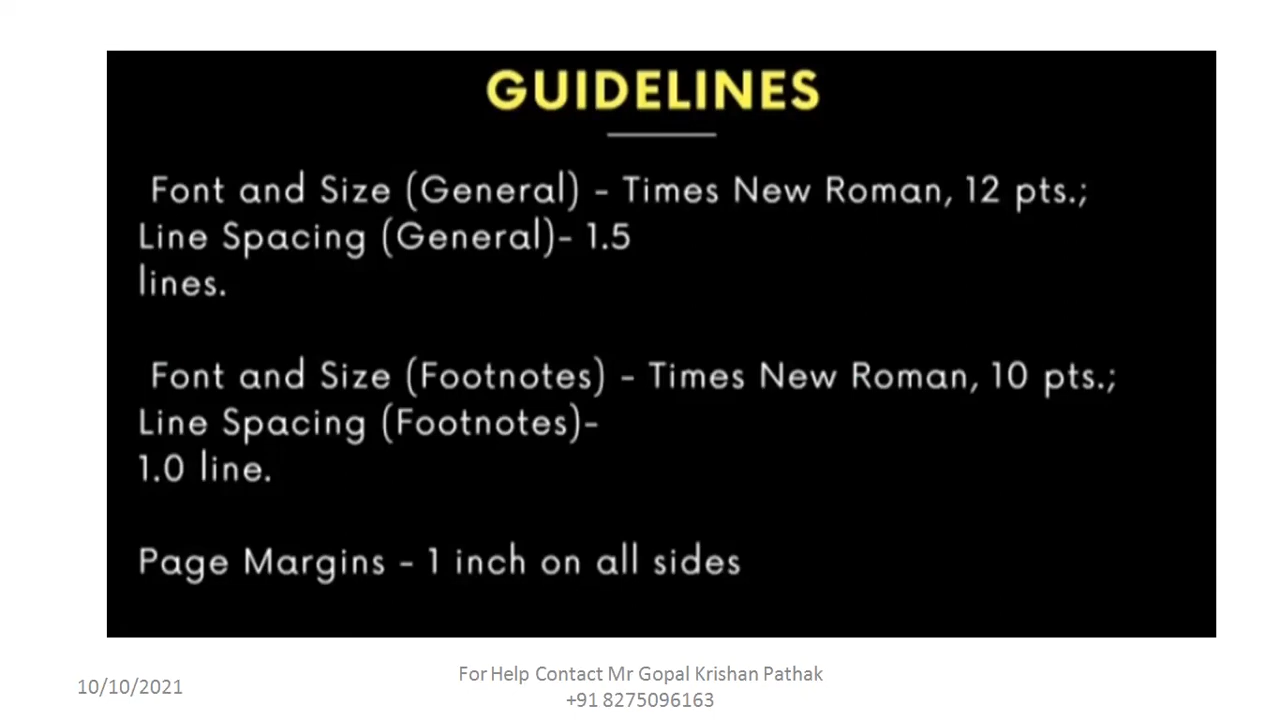 GUIDELINES
Font and Size (General) - Times New Roman, 12 pts.;
Line Spacing (General)- 1.5
lines.
Font and Size (Footnotes) - Times New Roman, 10 pts.;
Line Spacing (Footnotes)-
1.0 line.
Page Margins - 1 inch on all sides
10/10/2021
For Help Contact Mr Gopal Krishan Pathak
+91 8275096163